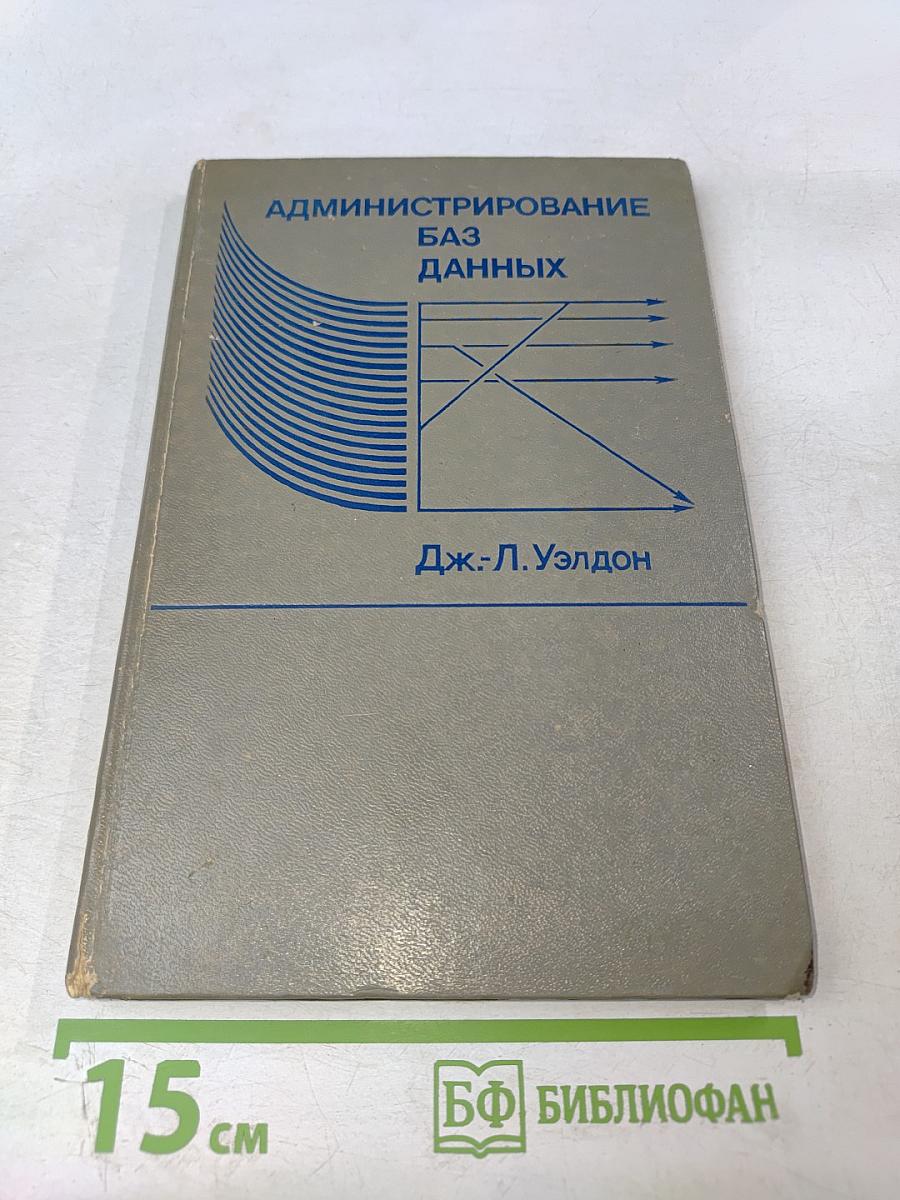 АДМИНИСТРИРОВАНИЕ
БАЗ
ДАННЫХ
Дж.-Л. Уэлдон
15 см
БФ БИБЛИОФАН